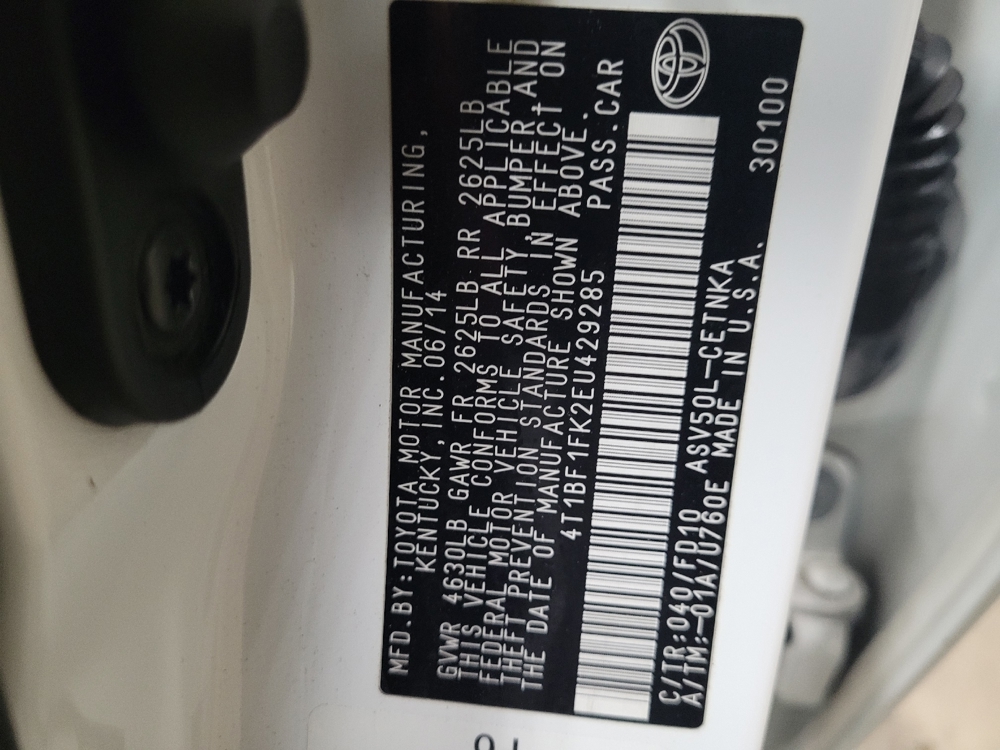 MFD.BY:TOYOTA MOTOR MANUFACTURING,
KENTUCKY,INC.06/14
GVWR 4630LB GAWR FR 2625LB RR 2625LB
THIS VEHICLE CONFORMS TO ALL APPLICABLE
FEDERAL MOTOR VEHICLE SAFETY, BUMPER, AND
THEFT PREVENTION STANDARDS IN EFFECT ON
THE DATE OF MANUFACTURE SHOWN ABOVE.
4T1BF1FK2EU429285 PASS.CAR
C/TR:040/FD10 ASV50L-CETNKA
A/TM:-01A/U760E MADE IN U.S.A.
30100